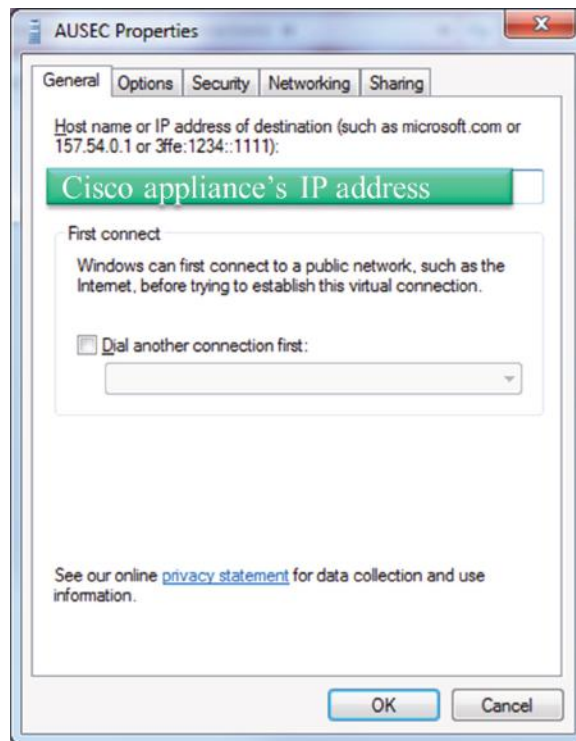 AUSEC Properties
General Options Security Networking Sharing
Host name or IP address of destination (such as microsoft.com or
157.54.0.1 or 3ffe:1234::1111):
Cisco appliance's IP address
First connect
Windows can first connect to a public network, such as the
Internet, before trying to establish this virtual connection.
Dial another connection first:
See our online privacy statement for data collection and use
information.
OK Cancel